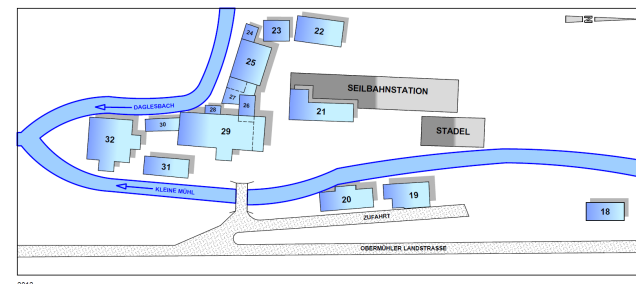 24
23
22
25
27
26
SEILBAHNSTATION
DAGLESBACH
28
21
30
29
STADEL
32
31
KLEINE MÜHL
20
19
18
ZUFAHRT
OBERMÜHLER LANDSTRASSE